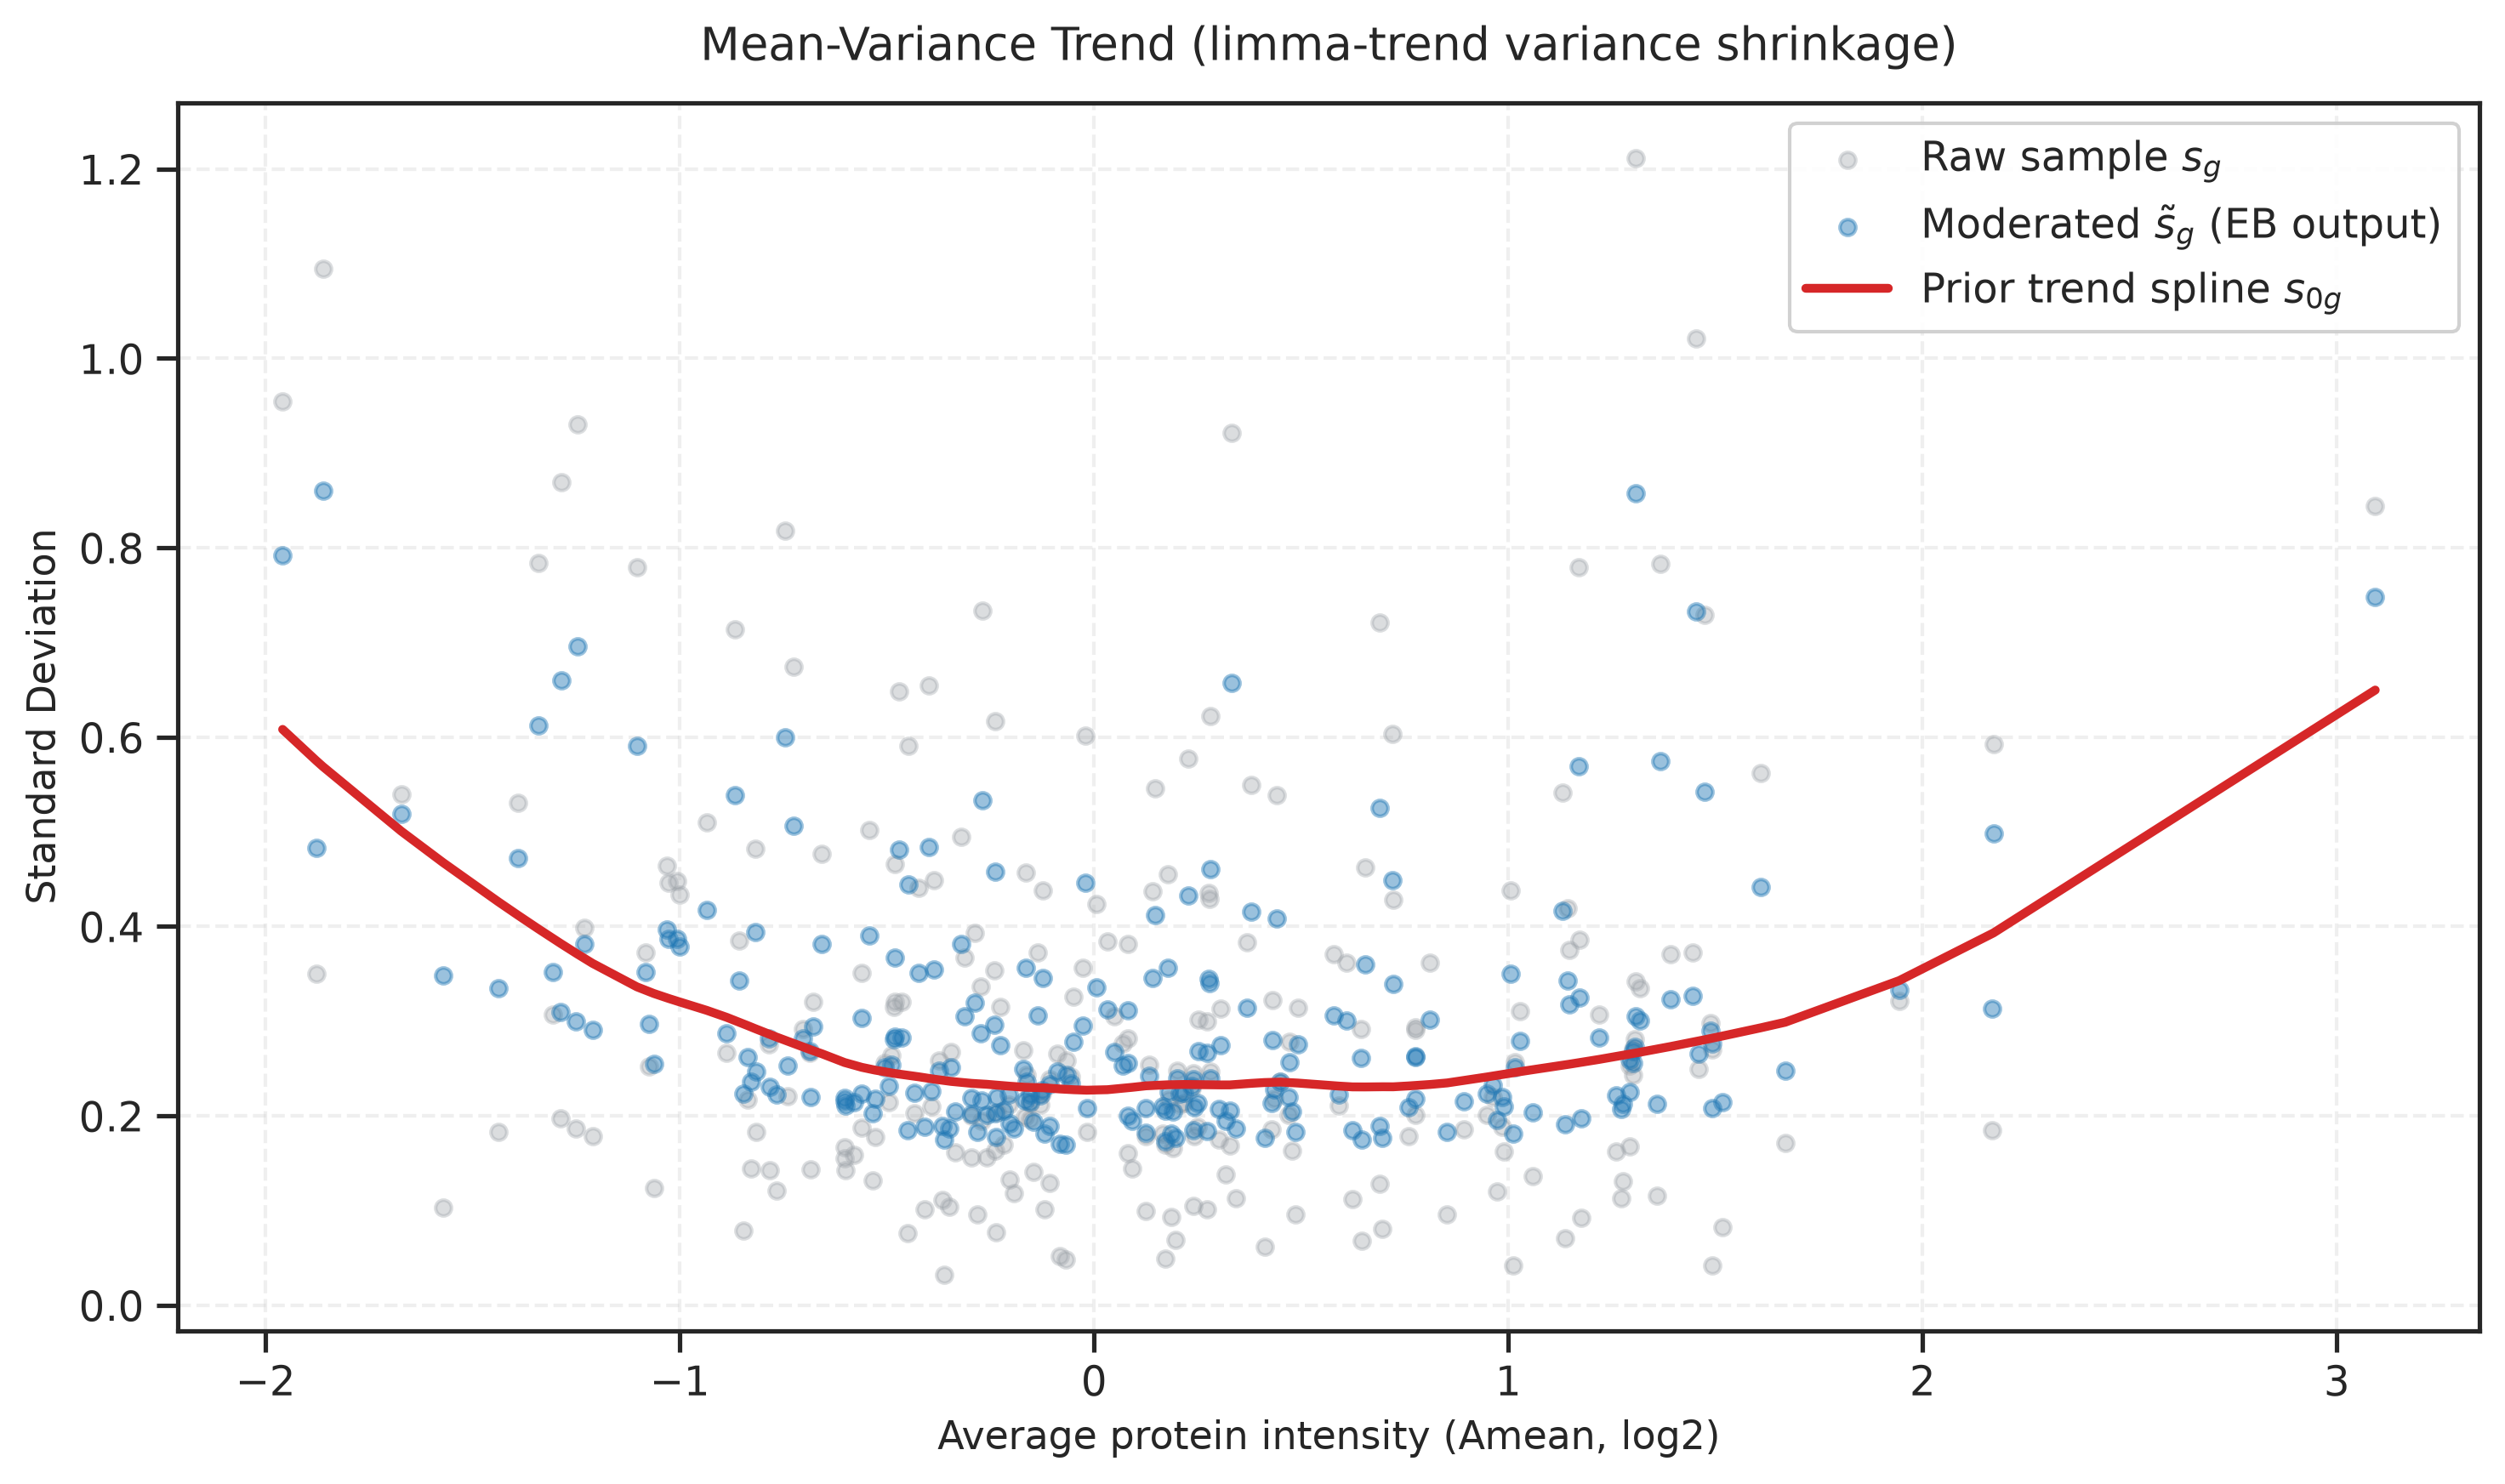 Mean-Variance Trend (limma-trend variance shrinkage)
Raw sample s_g
Moderated s̃_g (EB output)
Prior trend spline s_0g
Standard Deviation
1.2
1.0
0.8
0.6
0.4
0.2
0.0
−2 −1 0 1 2 3
Average protein intensity (Amean, log2)